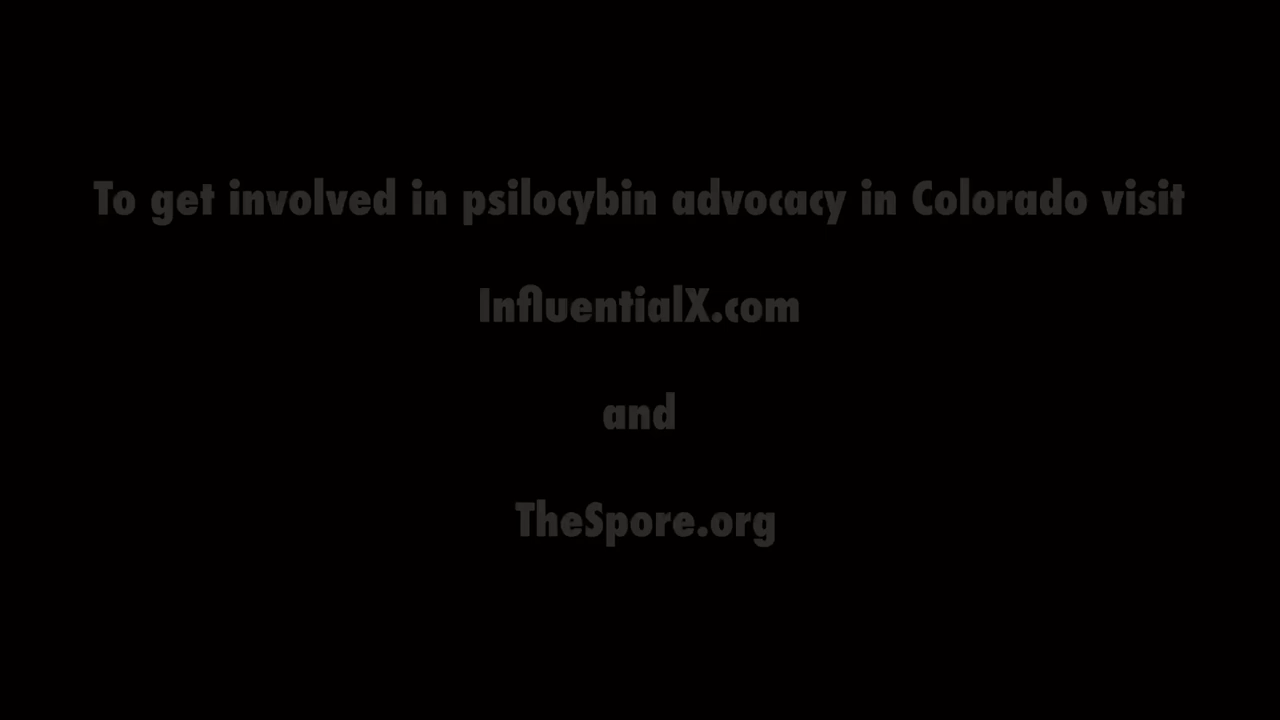 To get involved in psilocybin advocacy in Colorado visit
InfluentialX.com
and
TheSpore.org